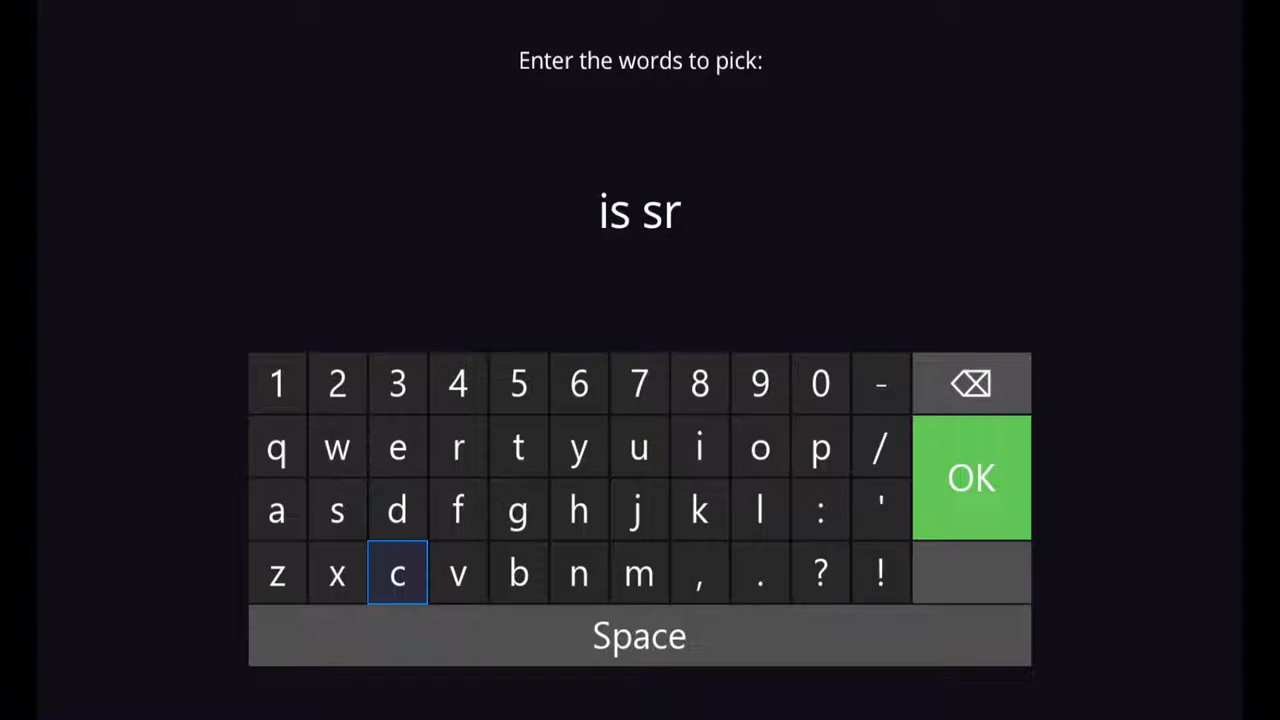 Enter the words to pick:
is sr
1 2 3 4 5 6 7 8 9 0 - ⌫
q w e r t y u i o p /
OK
a s d f g h j k l : '
z x c v b n m , . ? !
Space